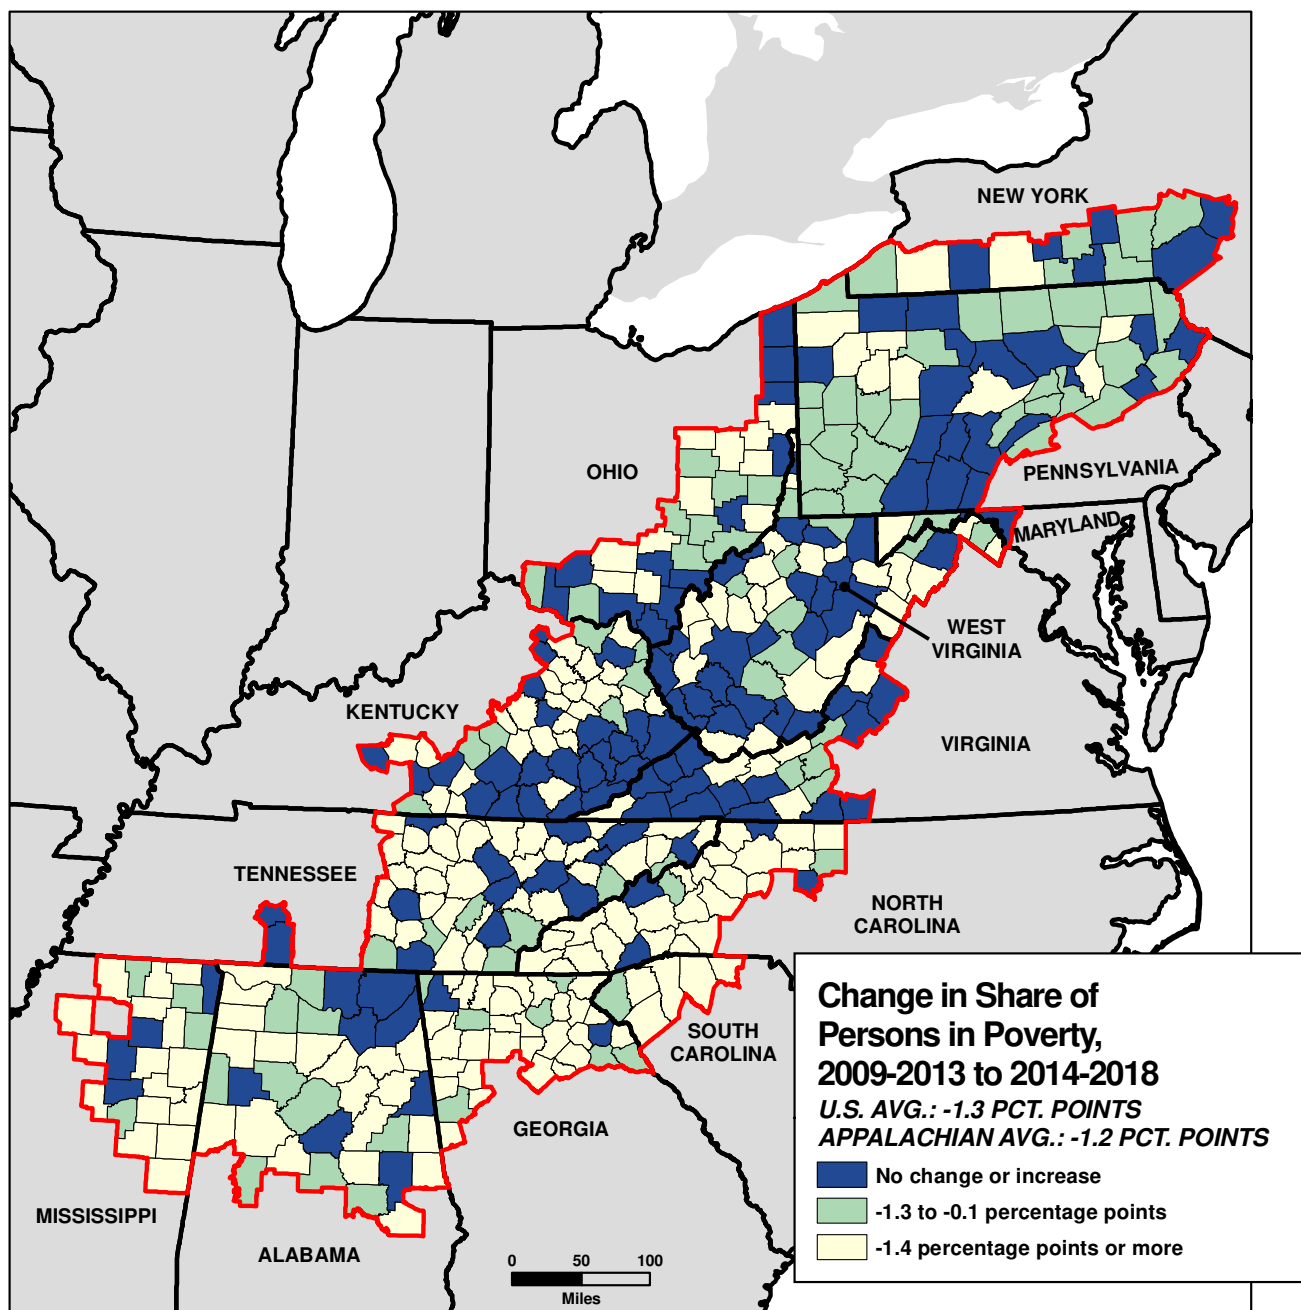 NEW YORK
OHIO
PENNSYLVANIA
MARYLAND
WEST
VIRGINIA
KENTUCKY
VIRGINIA
TENNESSEE
NORTH
CAROLINA
SOUTH
CAROLINA
GEORGIA
MISSISSIPPI
ALABAMA
Change in Share of
Persons in Poverty,
2009-2013 to 2014-2018
U.S. AVG.: -1.3 PCT. POINTS
APPALACHIAN AVG.: -1.2 PCT. POINTS
No change or increase
-1.3 to -0.1 percentage points
-1.4 percentage points or more
0 50 100
Miles